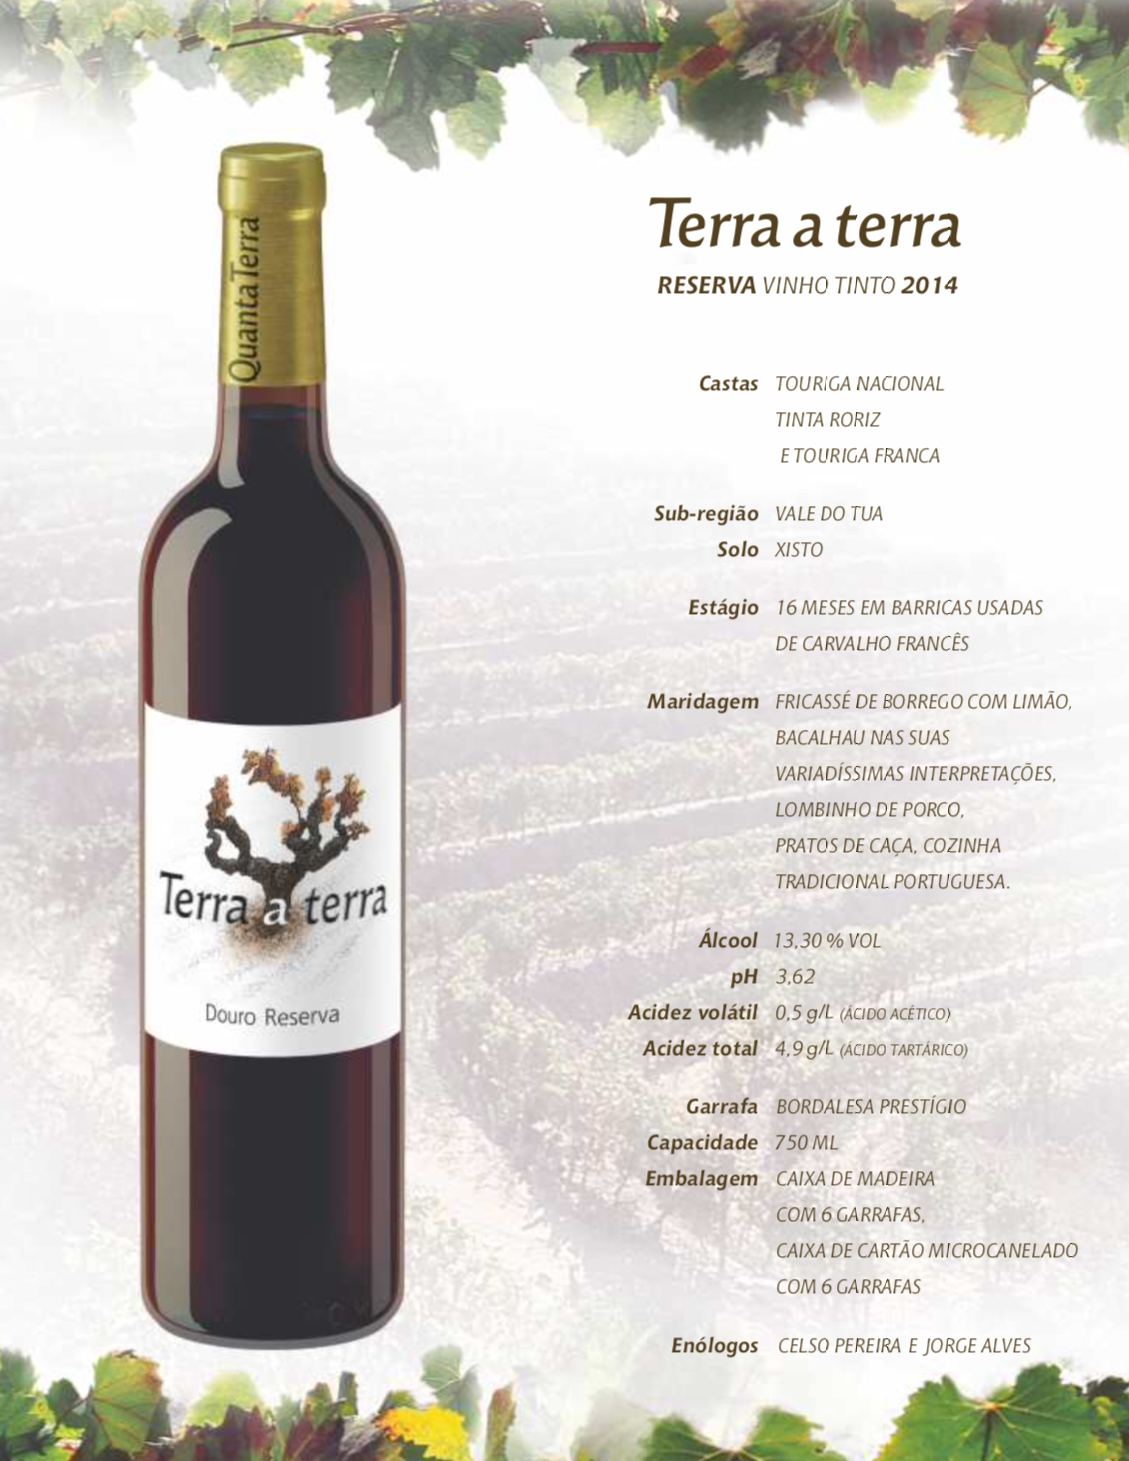 QuantaTerra
Terra a terra
Douro Reserva
Terra a terra
RESERVA VINHO TINTO 2014
Castas TOURIGA NACIONAL
TINTA RORIZ
E TOURIGA FRANCA
Sub-região VALE DO TUA
Solo XISTO
Estágio 16 MESES EM BARRICAS USADAS
DE CARVALHO FRANCÊS
Maridagem FRICASSÉ DE BORREGO COM LIMÃO,
BACALHAU NAS SUAS
VARIADÍSSIMAS INTERPRETAÇÕES,
LOMBINHO DE PORCO,
PRATOS DE CAÇA, COZINHA
TRADICIONAL PORTUGUESA.
Álcool 13,30 % VOL
pH 3,62
Acidez volátil 0,5 g/L (ÁCIDO ACÉTICO)
Acidez total 4,9 g/L (ÁCIDO TARTÁRICO)
Garrafa BORDALESA PRESTÍGIO
Capacidade 750 ML
Embalagem CAIXA DE MADEIRA
COM 6 GARRAFAS,
CAIXA DE CARTÃO MICROCANELADO
COM 6 GARRAFAS
Enólogos CELSO PEREIRA E JORGE ALVES